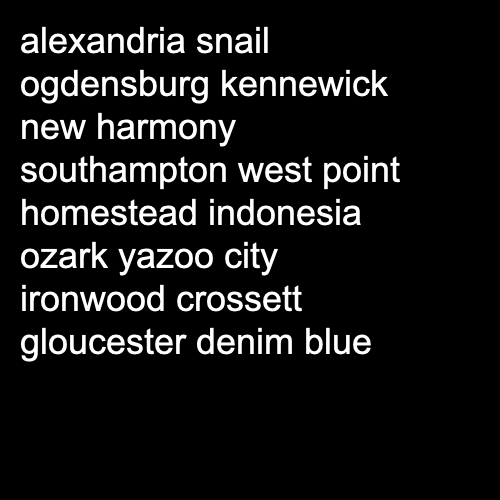 alexandria snail
ogdensburg kennewick
new harmony
southampton west point
homestead indonesia
ozark yazoo city
ironwood crossett
gloucester denim blue